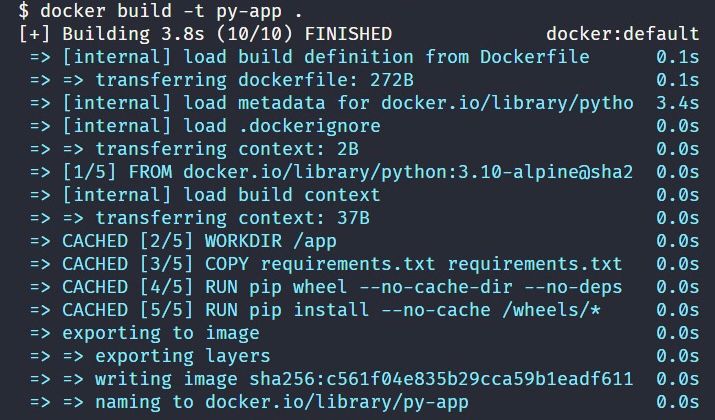 $ docker build -t py-app .
[+] Building 3.8s (10/10) FINISHED docker:default
=> [internal] load build definition from Dockerfile 0.1s
=> => transferring dockerfile: 272B 0.1s
=> [internal] load metadata for docker.io/library/pytho 3.4s
=> [internal] load .dockerignore 0.0s
=> => transferring context: 2B 0.0s
=> [1/5] FROM docker.io/library/python:3.10-alpine@sha2 0.0s
=> [internal] load build context 0.0s
=> => transferring context: 37B 0.0s
=> CACHED [2/5] WORKDIR /app 0.0s
=> CACHED [3/5] COPY requirements.txt requirements.txt 0.0s
=> CACHED [4/5] RUN pip wheel --no-cache-dir --no-deps 0.0s
=> CACHED [5/5] RUN pip install --no-cache /wheels/* 0.0s
=> exporting to image 0.0s
=> => exporting layers 0.0s
=> => writing image sha256:c561f04e835b29cca59b1eadf611 0.0s
=> => naming to docker.io/library/py-app 0.0s